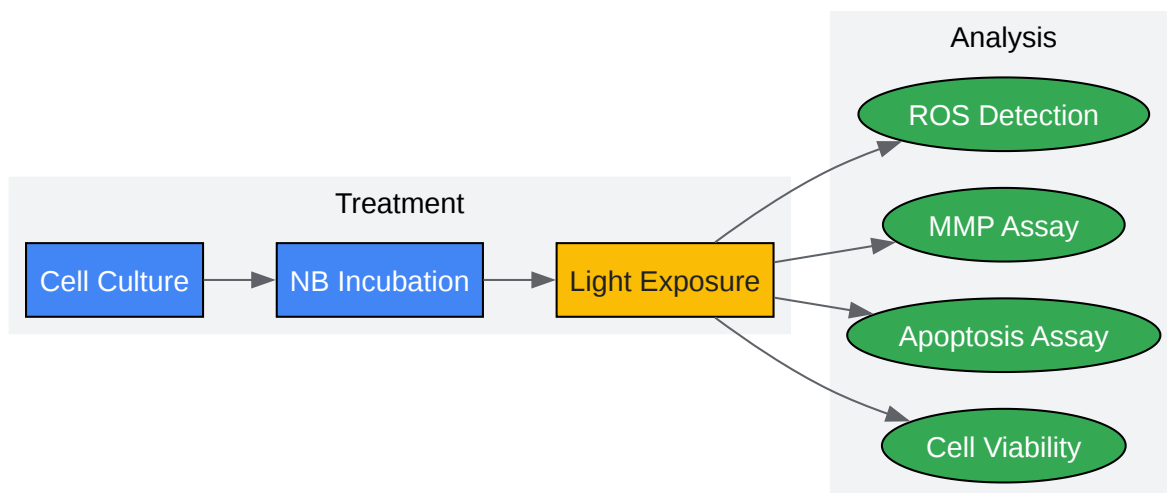 Treatment
Cell Culture
NB Incubation
Light Exposure
Analysis
ROS Detection
MMP Assay
Apoptosis Assay
Cell Viability